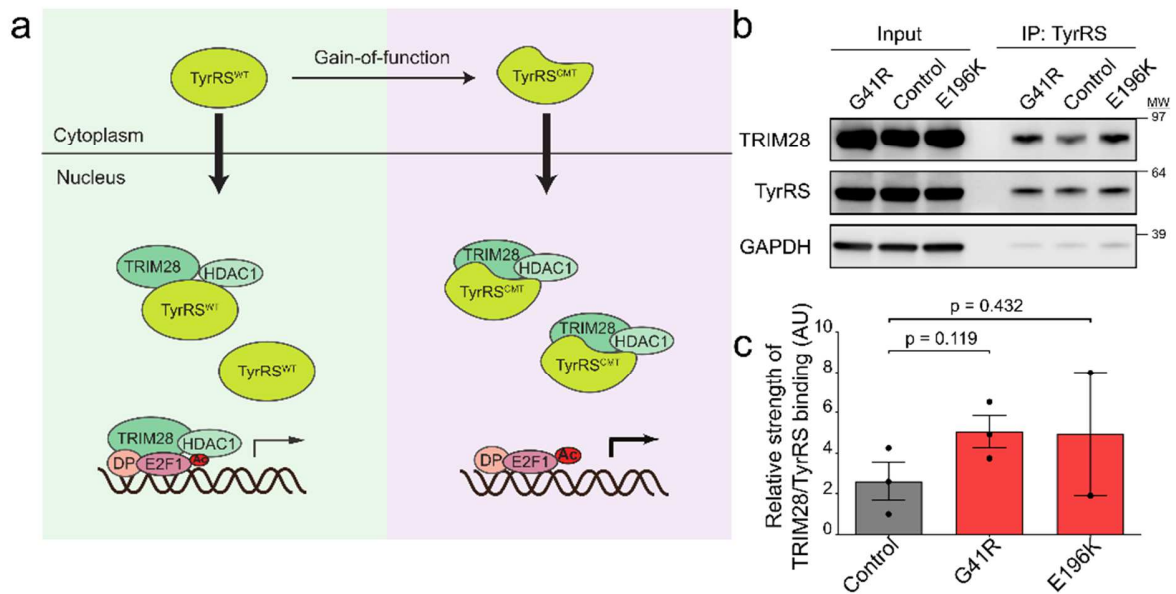 a
TyrRS^WT
Gain-of-function
TyrRS^CMT
Cytoplasm
Nucleus
TRIM28
HDAC1
TyrRS^WT
TyrRS^WT
TRIM28
HDAC1
DP
E2F1
Ac
TRIM28
HDAC1
TyrRS^CMT
TRIM28
HDAC1
TyrRS^CMT
DP
E2F1
Ac
b
Input
IP: TyrRS
G41R
Control
E196K
G41R
Control
E196K
MW
97
TRIM28
64
TyrRS
39
GAPDH
c
p = 0.432
p = 0.119
Relative strength of
TRIM28/TyrRS binding (AU)
10
8
6
4
2
0
Control
G41R
E196K